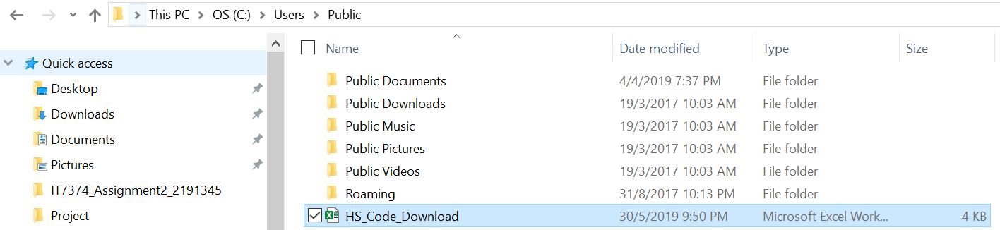 This PC > OS (C:) > Users > Public
Quick access
Desktop
Downloads
Documents
Pictures
IT7374_Assignment2_2191345
Project
Name Date modified Type Size
Public Documents 4/4/2019 7:37 PM File folder
Public Downloads 19/3/2017 10:03 AM File folder
Public Music 19/3/2017 10:03 AM File folder
Public Pictures 19/3/2017 10:03 AM File folder
Public Videos 19/3/2017 10:03 AM File folder
Roaming 31/8/2017 10:13 PM File folder
HS_Code_Download 30/5/2019 9:50 PM Microsoft Excel Work... 4 KB